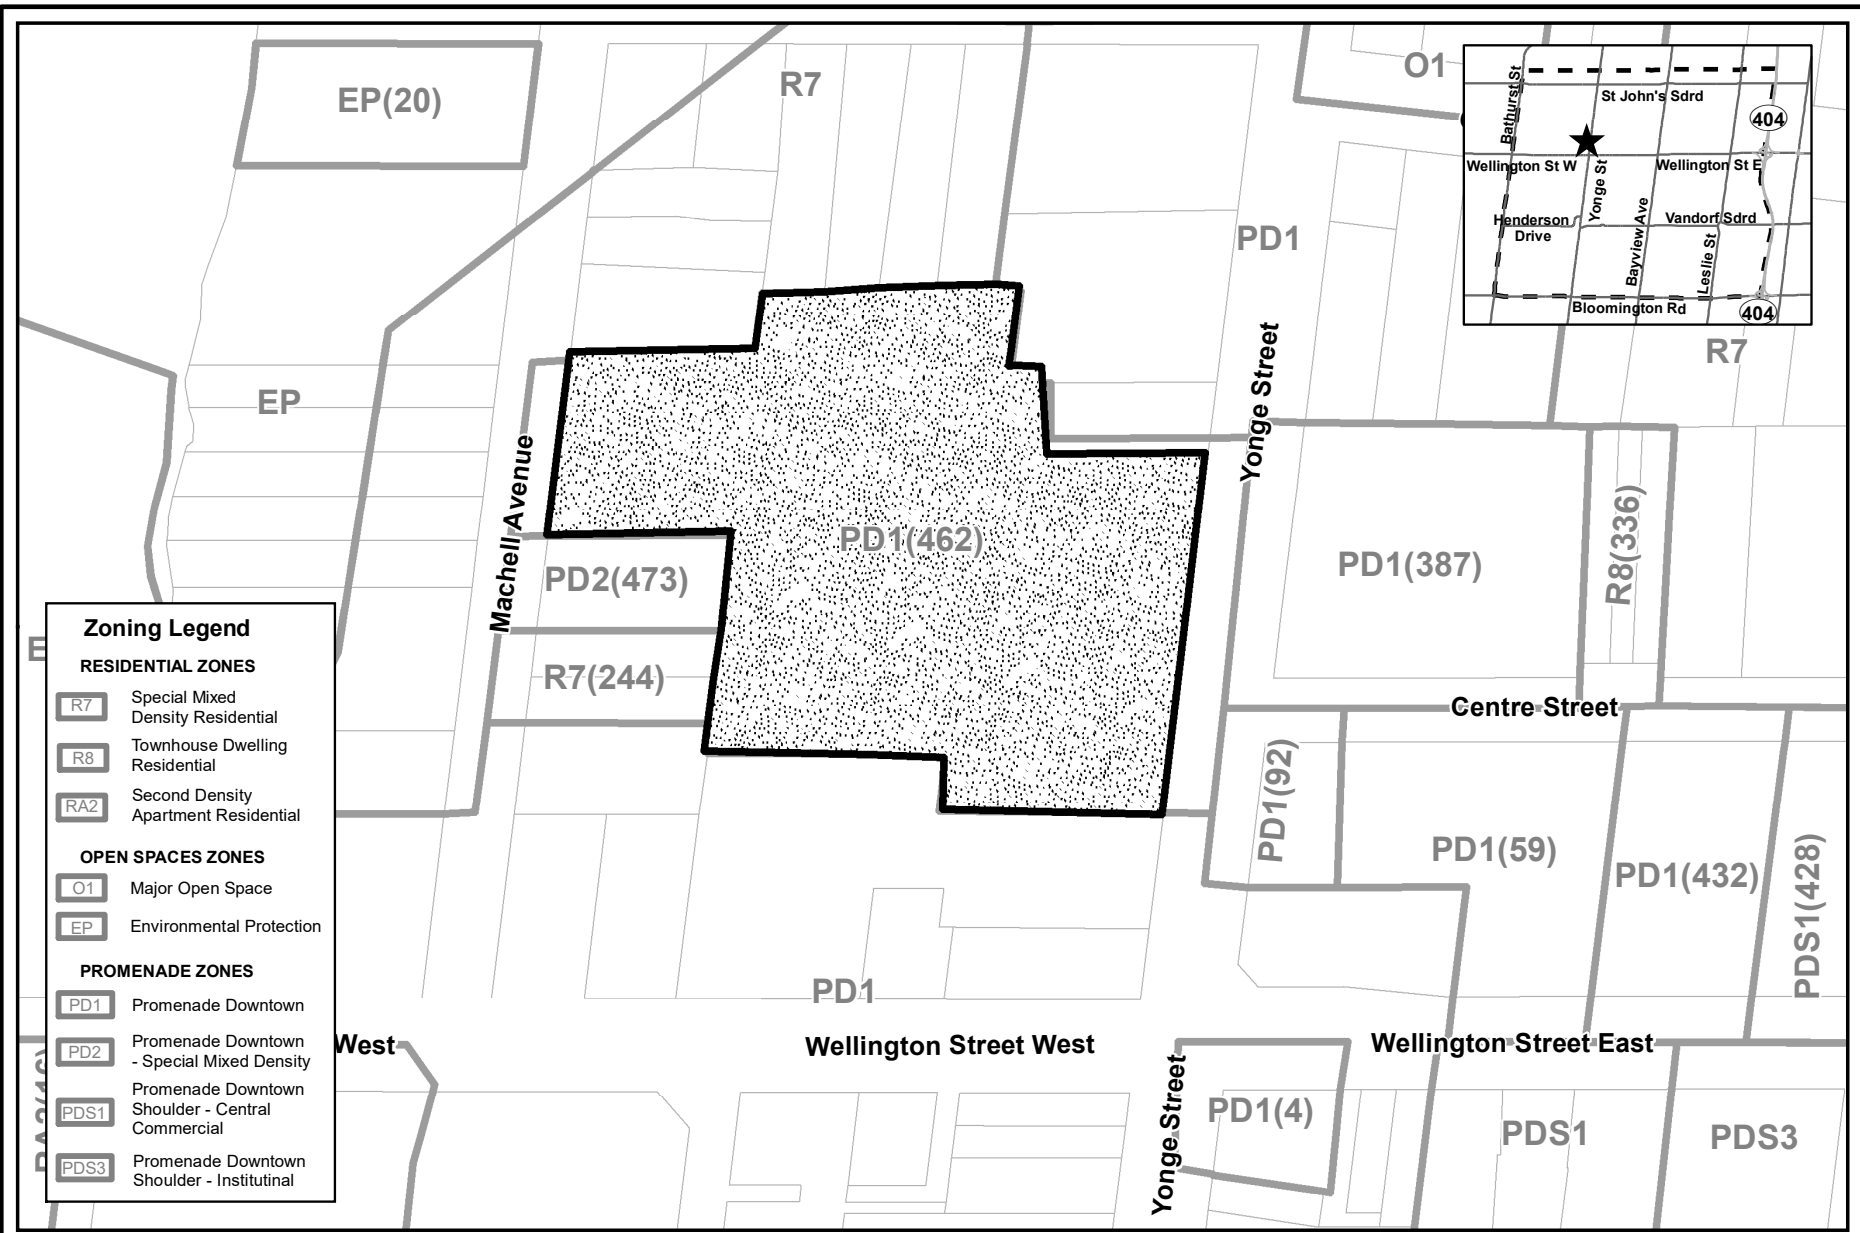 EP(20)
R7
O1
PD1
EP
R7
Yonge Street
Machell Avenue
PD1(462)
PD2(473)
R7(244)
PD1(387)
R8(336)
Centre Street
PD1(92)
PD1(59)
PD1(432)
PDS1(428)
PD1
West
Wellington Street West
Wellington Street East
Yonge Street
PD1(4)
PDS1
PDS3
St John's Sdrd
Bathurst St
404
Wellington St W
Wellington St E
Yonge St
Henderson
Drive
Vandorf Sdrd
Bayview Ave
Leslie St
Bloomington Rd
404
Zoning Legend
RESIDENTIAL ZONES
R7 Special Mixed
Density Residential
R8 Townhouse Dwelling
Residential
RA2 Second Density
Apartment Residential
OPEN SPACES ZONES
O1 Major Open Space
EP Environmental Protection
PROMENADE ZONES
PD1 Promenade Downtown
PD2 Promenade Downtown
- Special Mixed Density
PDS1 Promenade Downtown
Shoulder - Central
Commercial
PDS3 Promenade Downtown
Shoulder - Institutinal